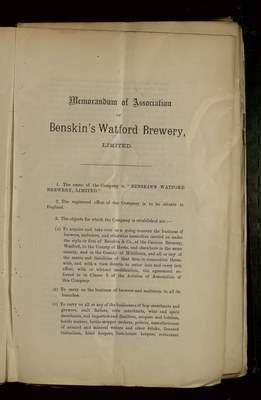 Memorandum of Association
OF
Benskin's Watford Brewery,
LIMITED.
1. The name of the Company is "BENSKIN'S WATFORD
BREWERY, LIMITED."
2. The registered office of the Company is to be situate in
England.
3. The objects for which the Company is established are:—
(A) To acquire and take over as a going concern the business of
brewers, maltsters, and otherwise heretofore carried on under
the style or firm of Benskin & Co., at the Cannon Brewery,
Watford, in the County of Herts, and elsewhere in the same
county, and in the County of Middlesex, and all or any of
the assets and liabilities of that firm in connection there-
with, and with a view thereto to enter into and carry into
effect, with or without modification, the agreement re-
ferred to in Clause 3 of the Articles of Association of
this Company.
(B) To carry on the business of brewers and maltsters in all its
branches.
(C) To carry on all or any of the businesses of hop merchants and
growers, malt factors, corn merchants, wine and spirit
merchants, and importers and distillers, coopers and bottlers,
bottle makers, bottle stopper makers, potters, manufacturers
of aerated and mineral waters and other drinks, licensed
victuallers, hotel keepers, beer-house keepers, restaurant